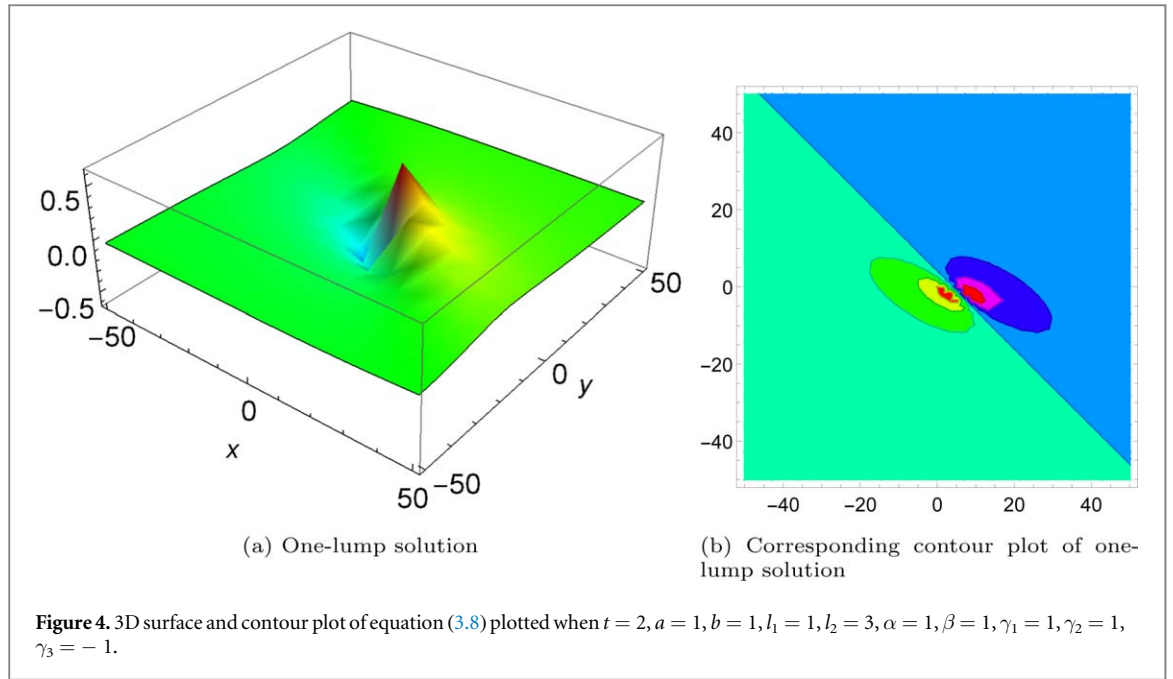 0.5
0.0
−0.5
−50
0
x
50
−50
0
y
50
40
20
0
−20
−40
−40
−20
0
20
40
(a) One-lump solution
(b) Corresponding contour plot of one-
lump solution
Figure 4. 3D surface and contour plot of equation (3.8) plotted when t = 2, a = 1, b = 1, l₁ = 1, l₂ = 3, α = 1, β = 1, γ₁ = 1, γ₂ = 1,
γ₃ = − 1.